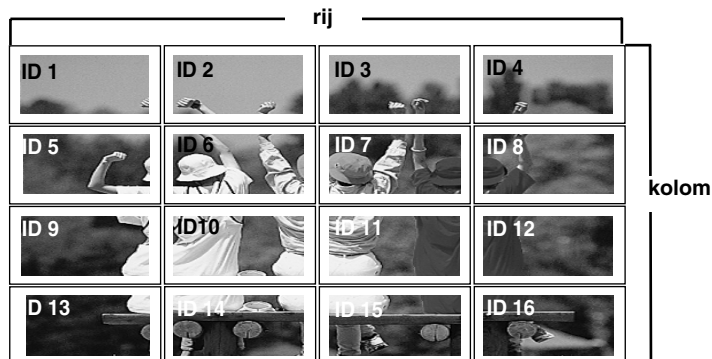 rij
ID 1 ID 2 ID 3 ID 4
ID 5 ID 6 ID 7 ID 8
kolom
ID 9 ID10 ID 11 ID 12
D 13 ID 14 ID 15 ID 16